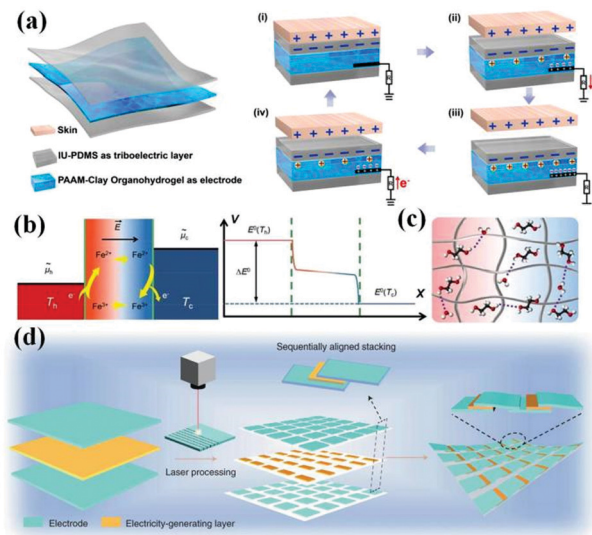 (a)
(i)
(ii)
(iii)
(iv)
R
R
R
R e-
Skin
IU-PDMS as triboelectric layer
PAAM-Clay Organohydrogel as electrode
(b)
E
μ̃h
μ̃c
Fe2+
Fe2+
Fe3+
Fe3+
e-
e-
Th
Tc
V
E0(Th)
ΔE0
E0(Tc)
X
(c)
(d)
Sequentially aligned stacking
Laser processing
Electrode
Electricity-generating layer